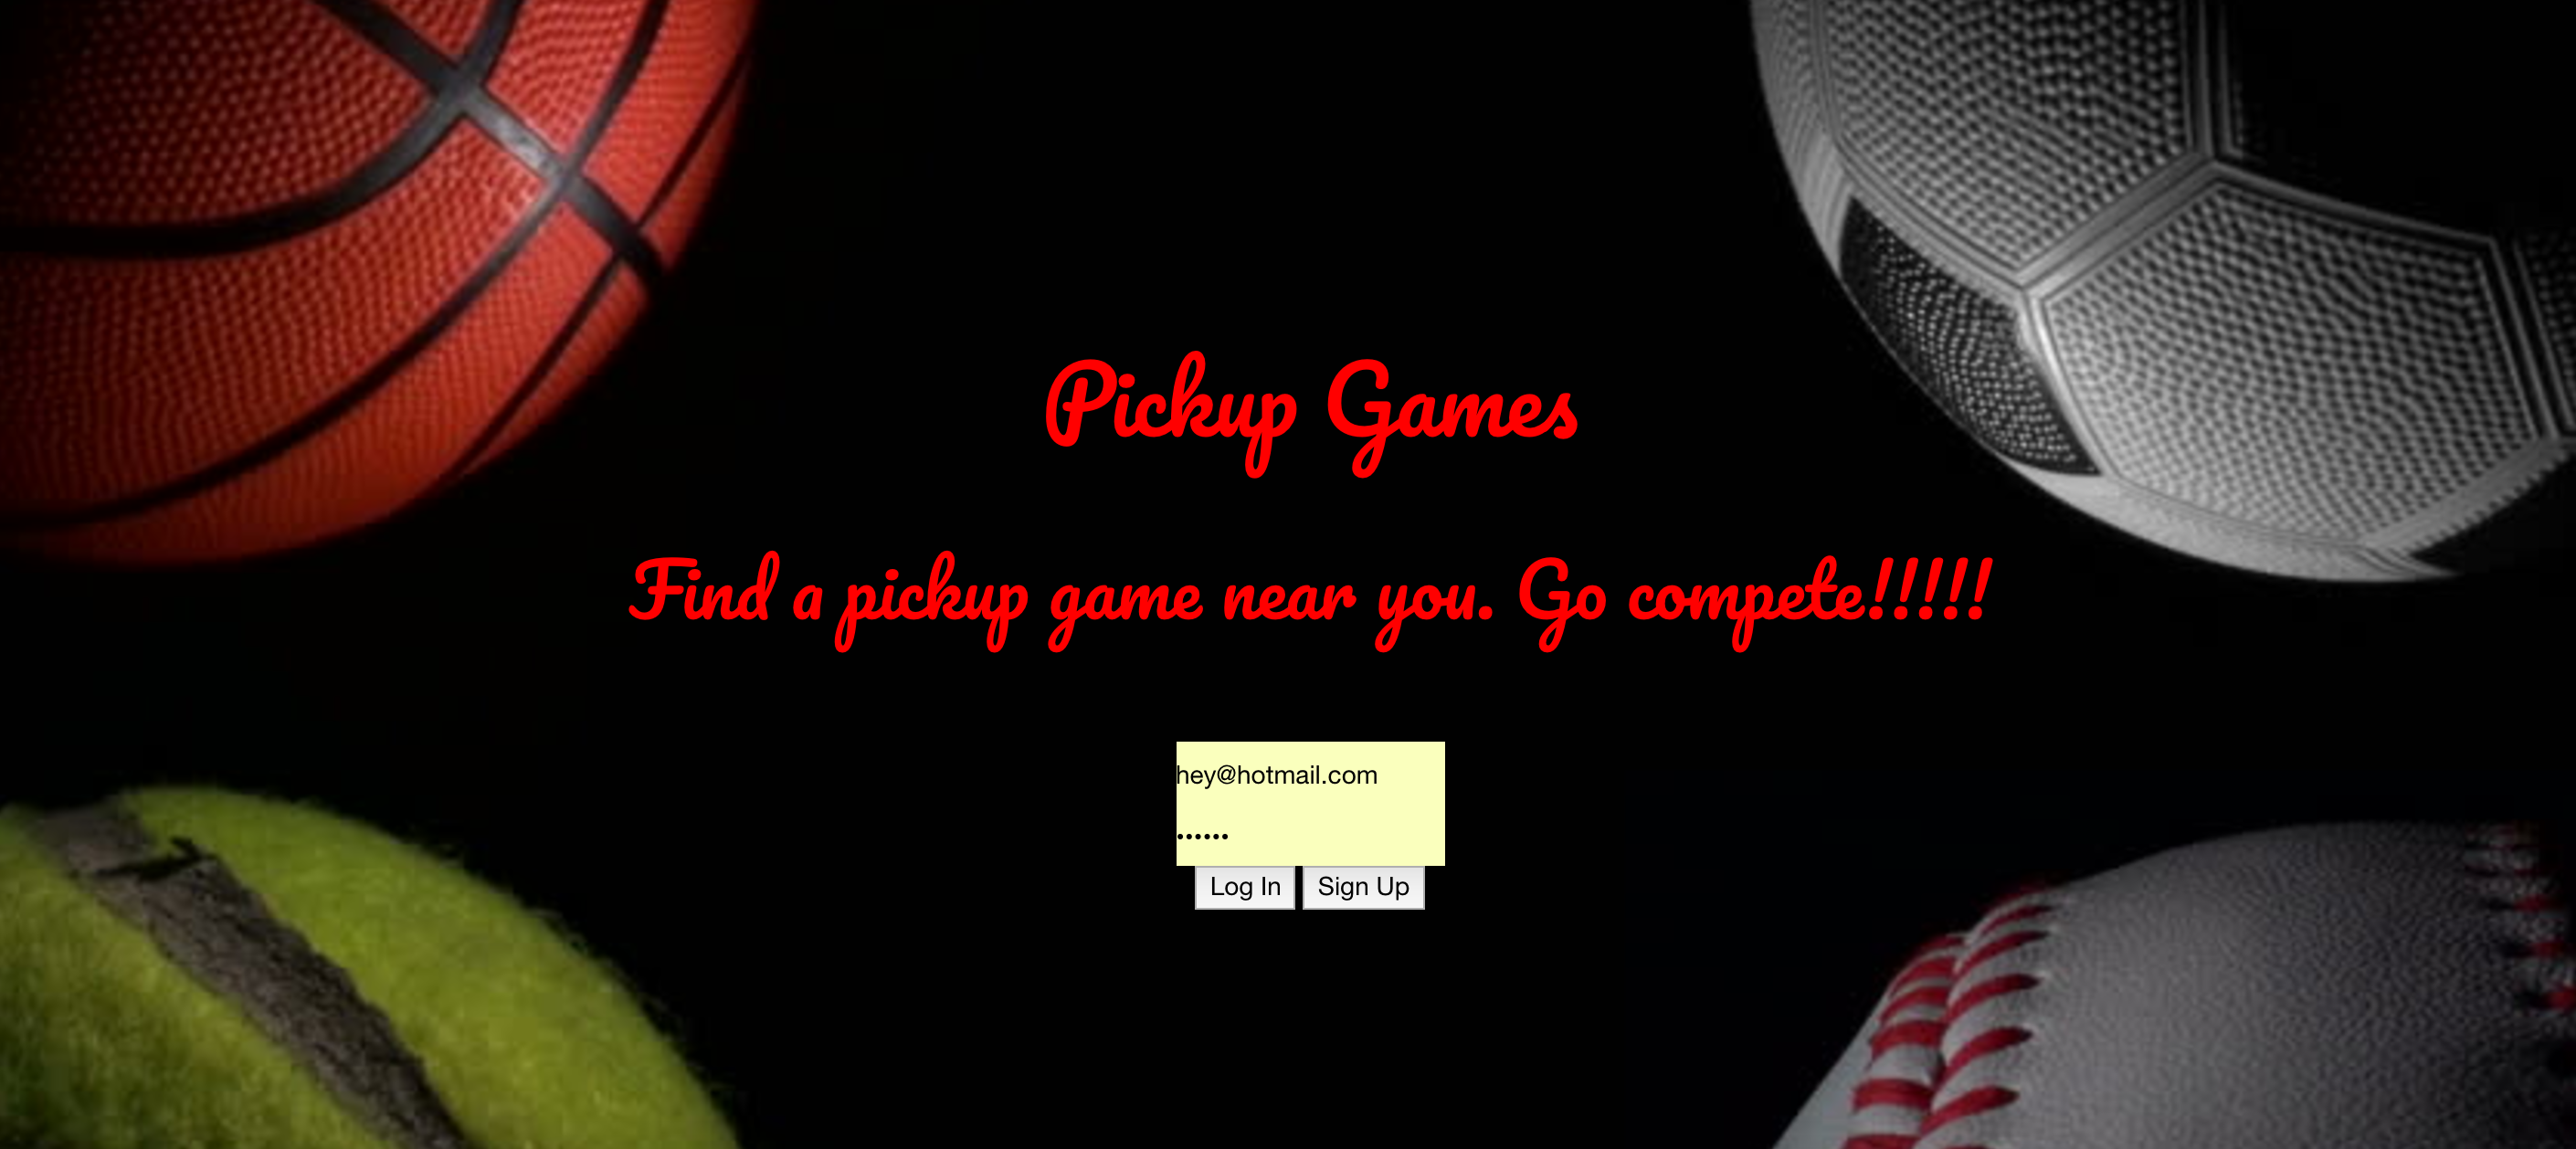 Pickup Games
Find a pickup game near you. Go compete!!!!!
hey@hotmail.com
······
Log In Sign Up